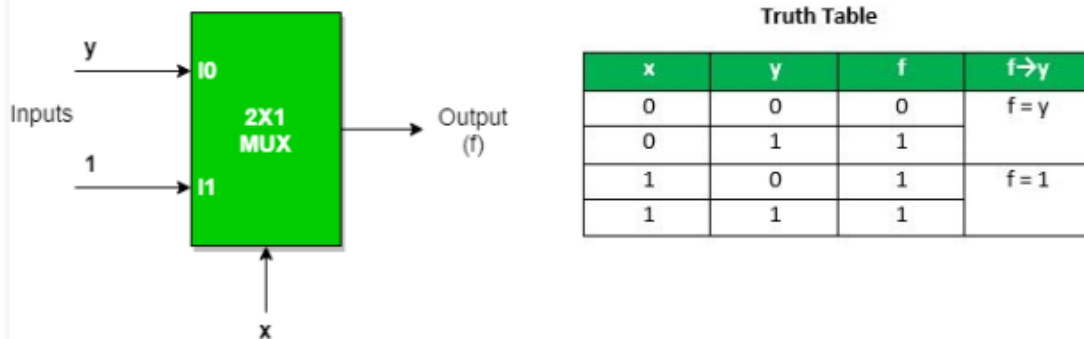 y
I0
Inputs
2X1
MUX
Output
(f)
1
I1
x
Truth Table
x y f f→y
0 0 0 f = y
0 1 1
1 0 1 f = 1
1 1 1